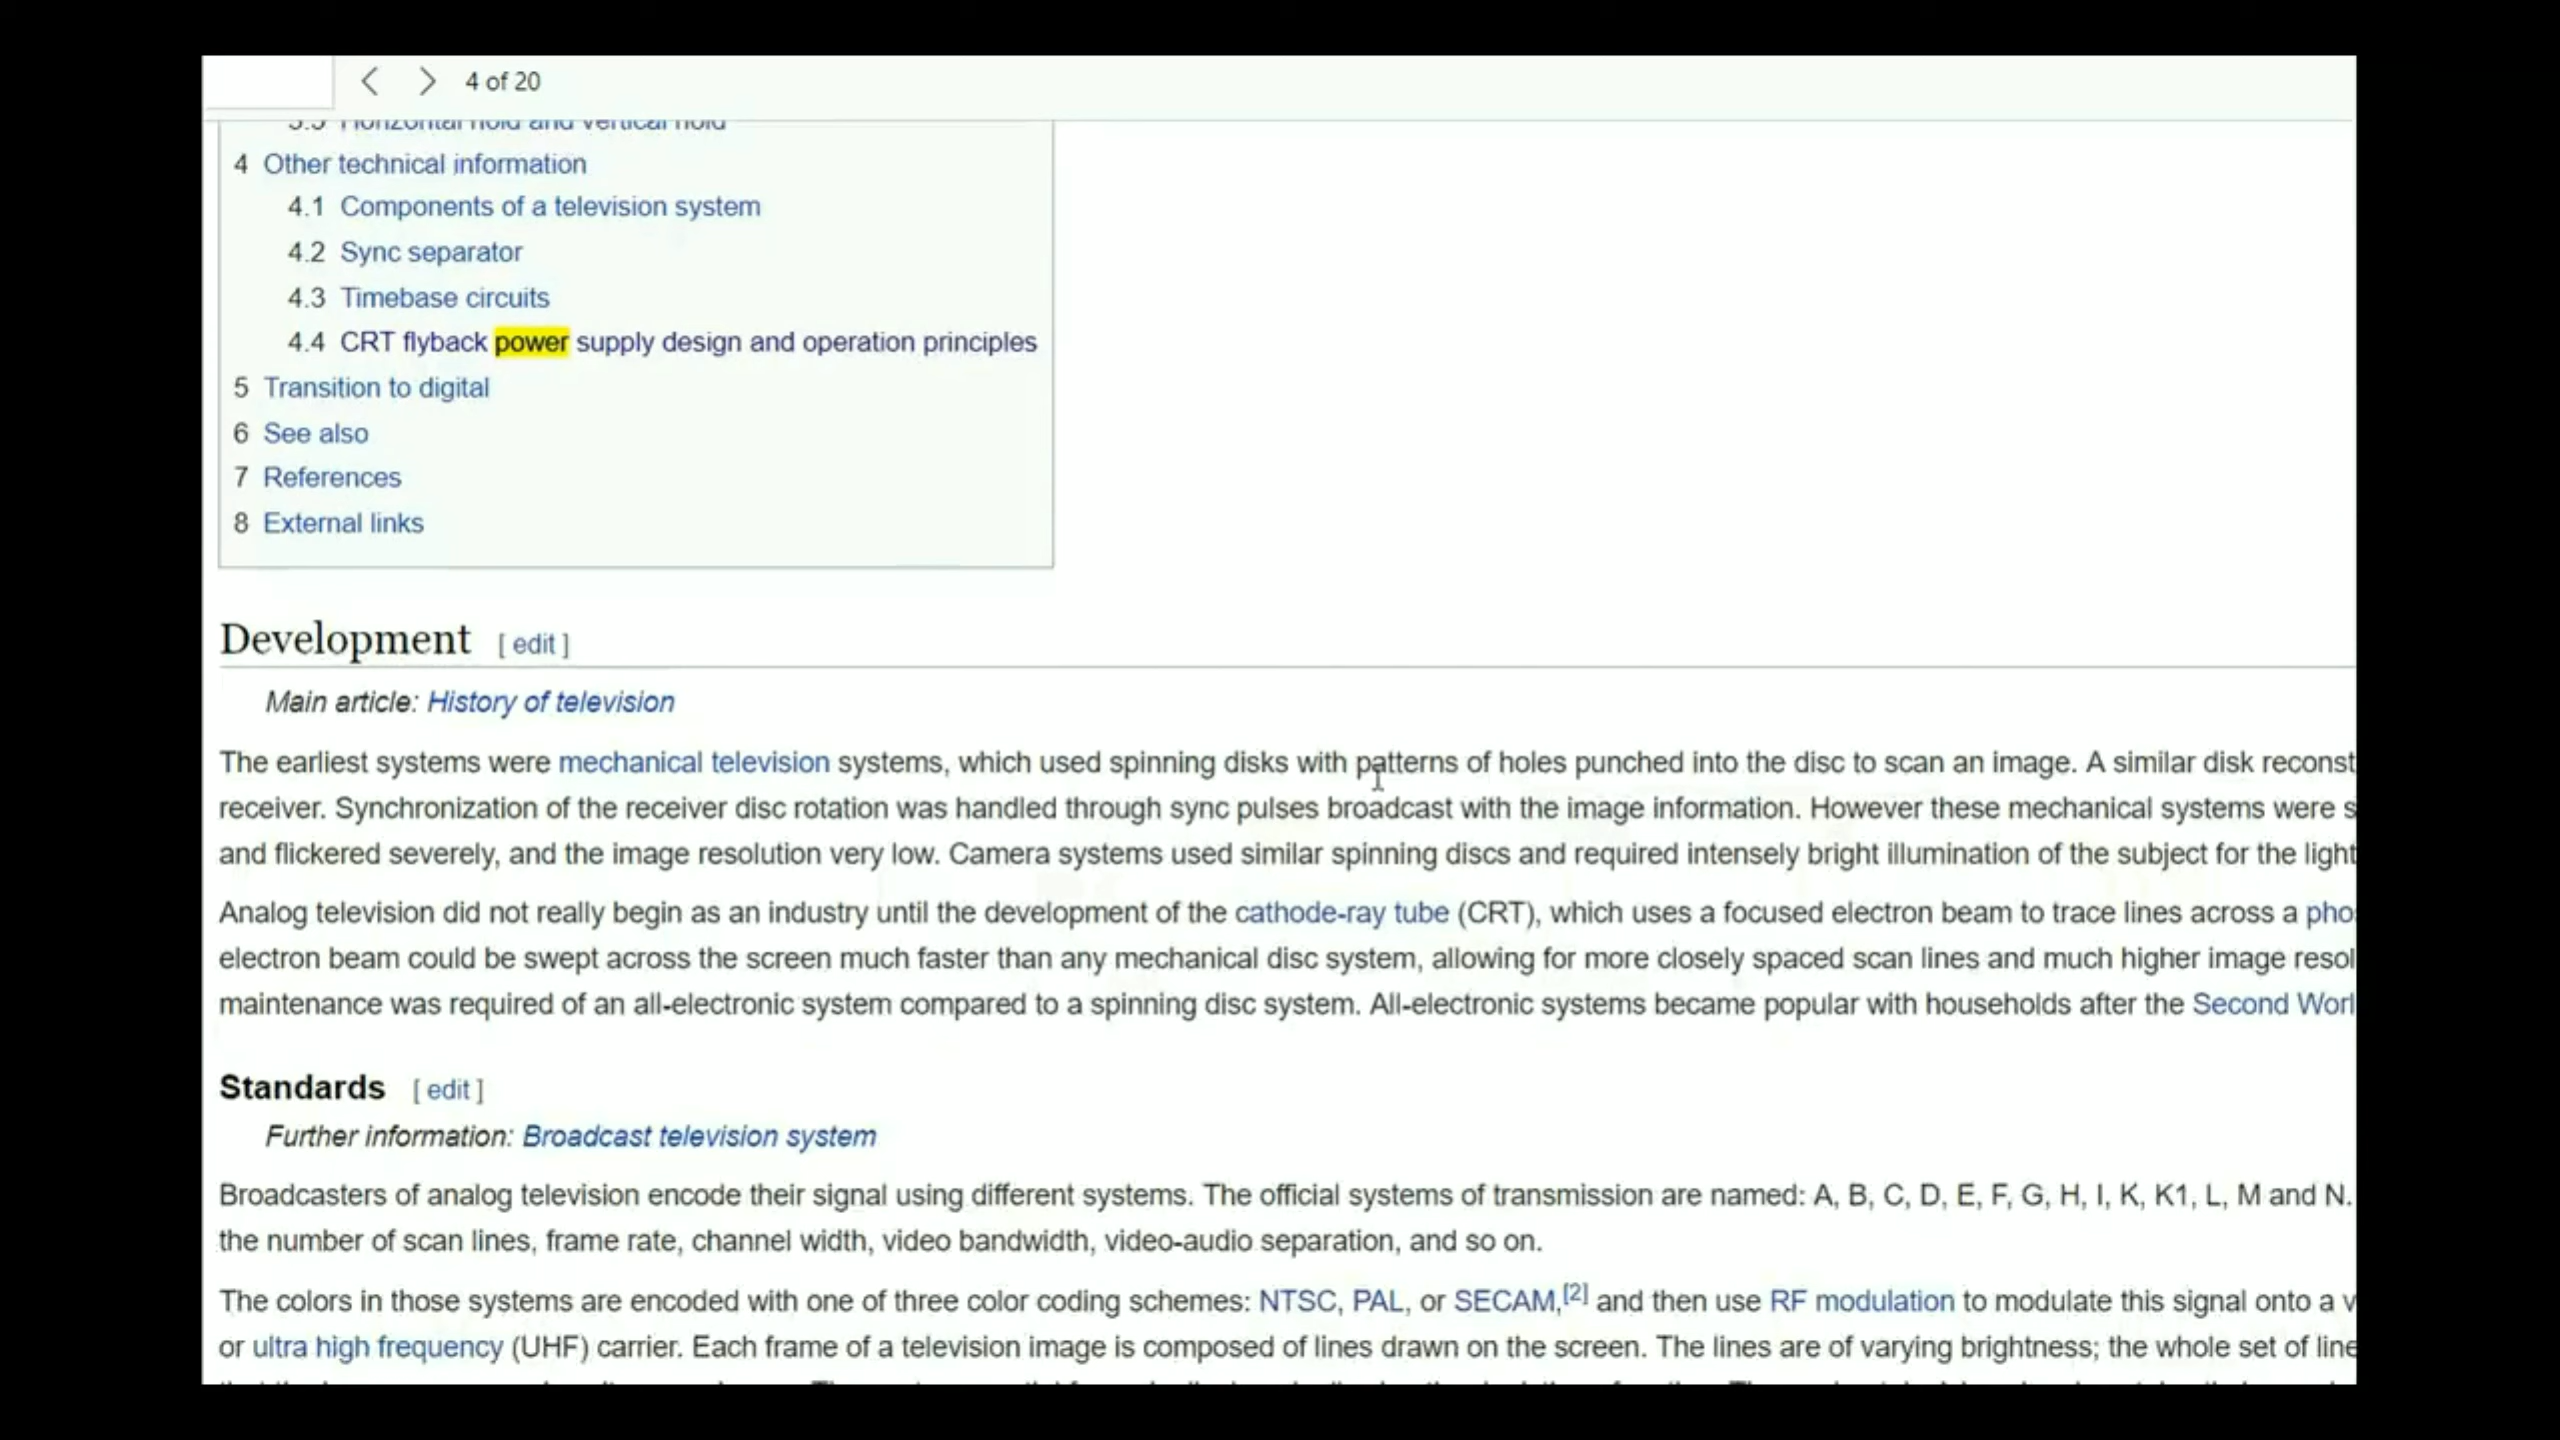 4 of 20
3.5 Horizontal hold and vertical hold
4 Other technical information
4.1 Components of a television system
4.2 Sync separator
4.3 Timebase circuits
4.4 CRT flyback power supply design and operation principles
5 Transition to digital
6 See also
7 References
8 External links
Development [ edit ]
Main article: History of television
The earliest systems were mechanical television systems, which used spinning disks with patterns of holes punched into the disc to scan an image. A similar disk reconst
receiver. Synchronization of the receiver disc rotation was handled through sync pulses broadcast with the image information. However these mechanical systems were s
and flickered severely, and the image resolution very low. Camera systems used similar spinning discs and required intensely bright illumination of the subject for the light
Analog television did not really begin as an industry until the development of the cathode-ray tube (CRT), which uses a focused electron beam to trace lines across a pho
electron beam could be swept across the screen much faster than any mechanical disc system, allowing for more closely spaced scan lines and much higher image resol
maintenance was required of an all-electronic system compared to a spinning disc system. All-electronic systems became popular with households after the Second Worl
Standards [ edit ]
Further information: Broadcast television system
Broadcasters of analog television encode their signal using different systems. The official systems of transmission are named: A, B, C, D, E, F, G, H, I, K, K1, L, M and N.
the number of scan lines, frame rate, channel width, video bandwidth, video-audio separation, and so on.
The colors in those systems are encoded with one of three color coding schemes: NTSC, PAL, or SECAM,[2] and then use RF modulation to modulate this signal onto a v
or ultra high frequency (UHF) carrier. Each frame of a television image is composed of lines drawn on the screen. The lines are of varying brightness; the whole set of line